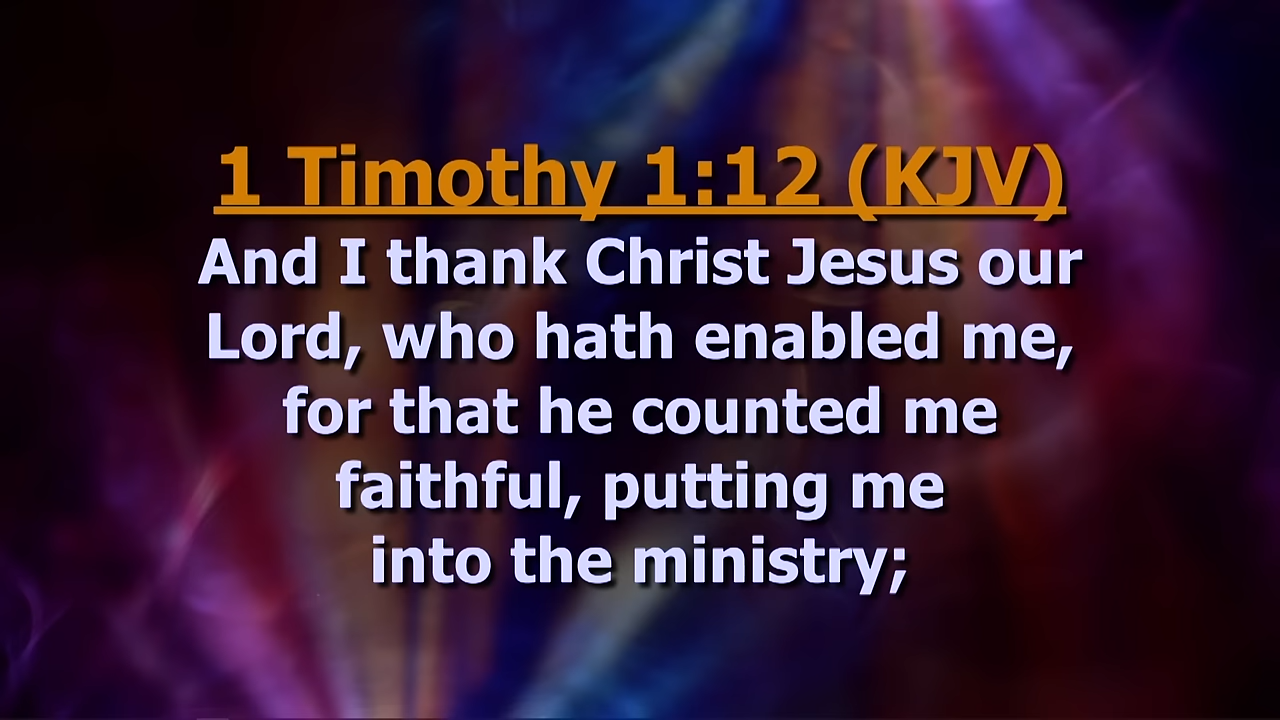 1 Timothy 1:12 (KJV)
And I thank Christ Jesus our
Lord, who hath enabled me,
for that he counted me
faithful, putting me
into the ministry;